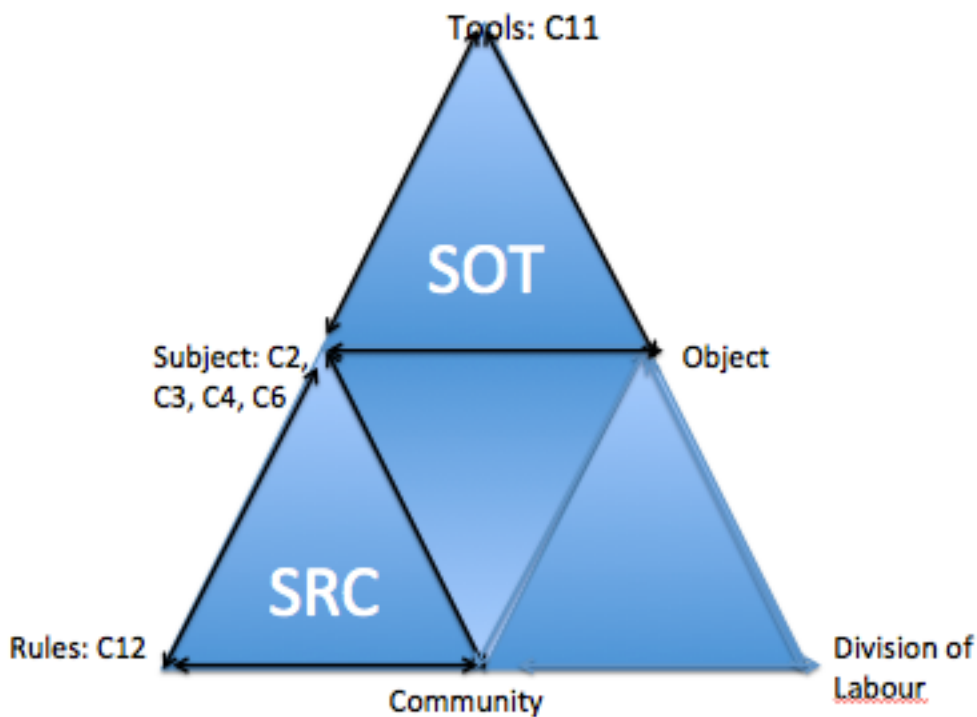 Tools: C11
SOT
Subject: C2,
C3, C4, C6
Object
SRC
Rules: C12
Community
Division of
Labour